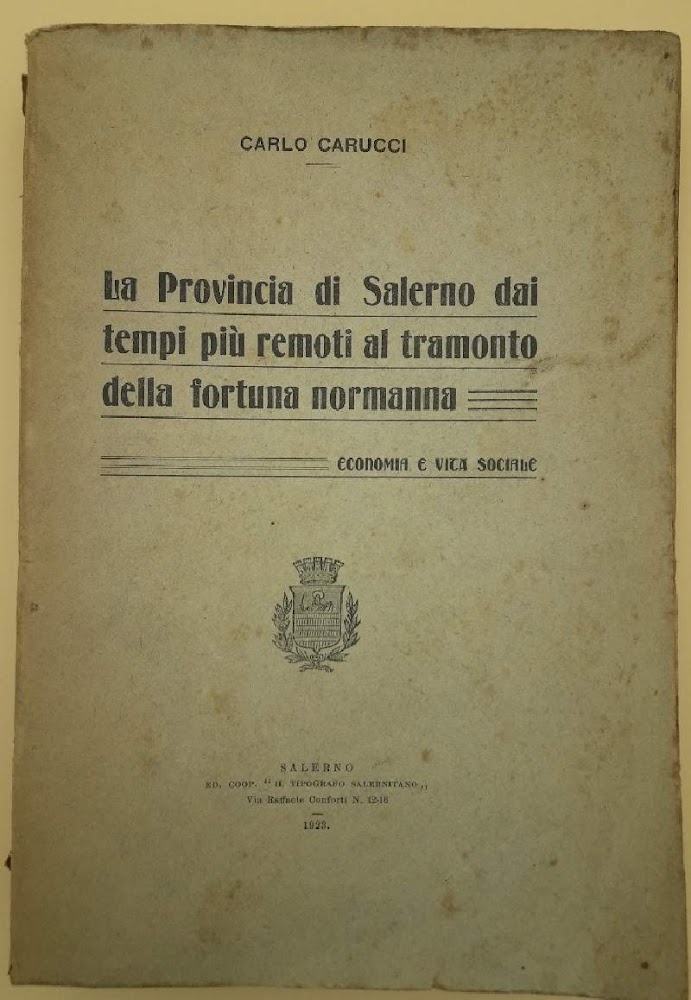 CARLO CARUCCI
La Provincia di Salerno dai
tempi più remoti al tramonto
della fortuna normanna
ECONOMIA E VITA SOCIALE
SALERNO
ED. COOP. “ IL TIPOGRAFO SALERNITANO „
Via Raffaele Conforti N. 12-16
1923.